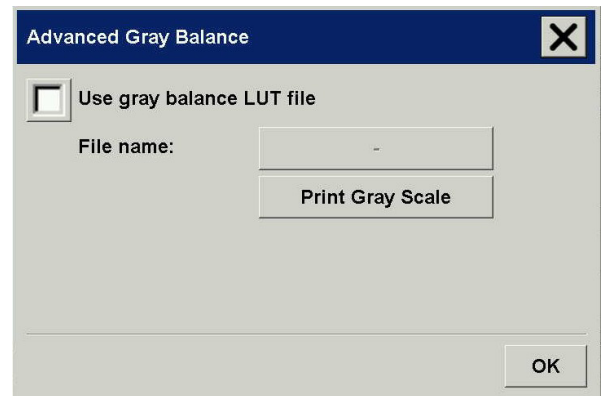 Advanced Gray Balance
Use gray balance LUT file
File name: -
Print Gray Scale
OK